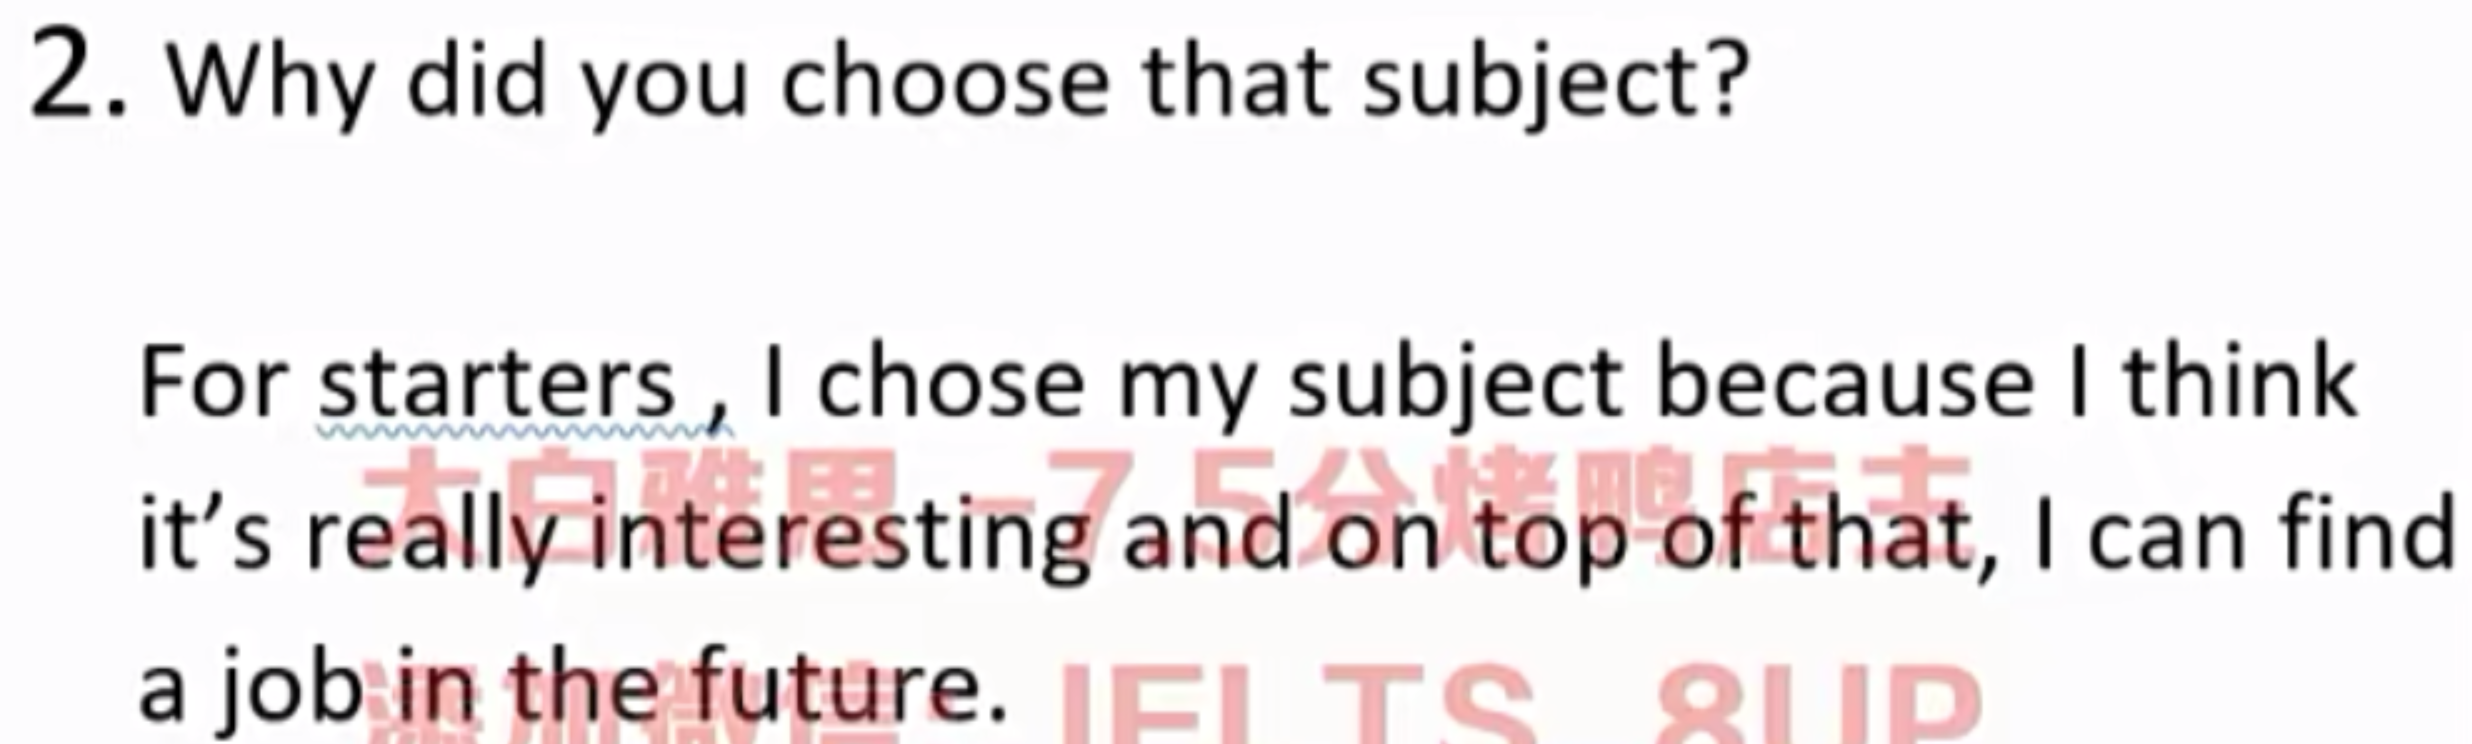 2. Why did you choose that subject?
For starters , I chose my subject because I think
大白雅思-7.5分烤鸭店主
it’s really interesting and on top of that, I can find
a job in the future.
添加微信: IELTS_8UP